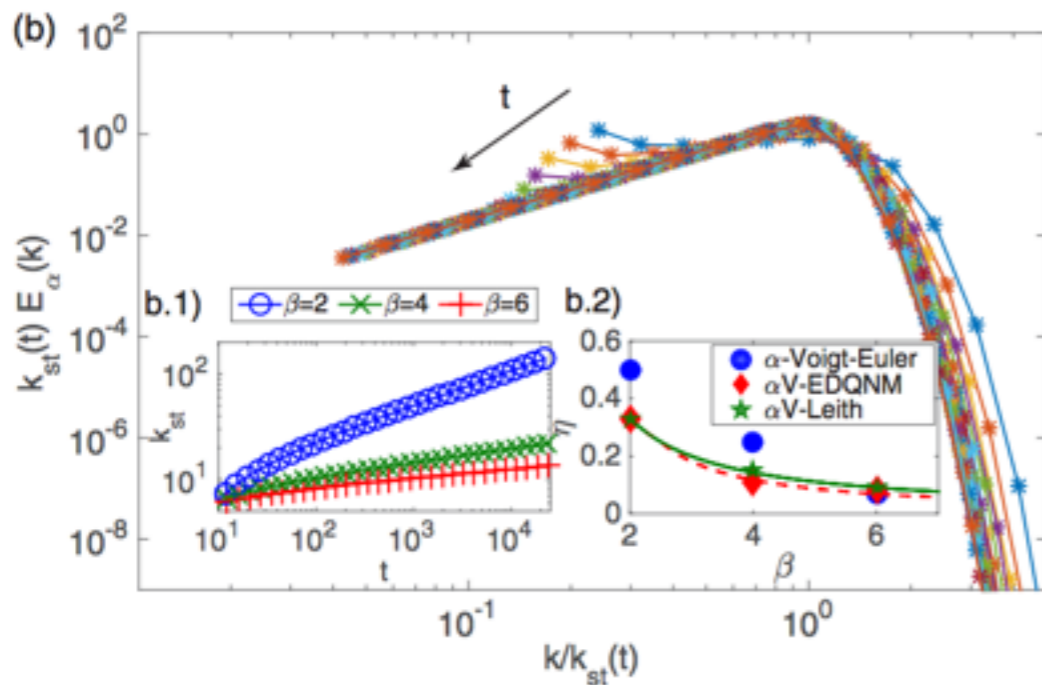 (b)
10^2
10^0
10^-2
10^-4
10^-6
10^-8
k_st(t) E_α(k)
t
b.1)
β=2 β=4 β=6
10^2
10^1
k_st
10^1 10^2 10^3 10^4
t
b.2)
α-Voigt-Euler
αV-EDQNM
αV-Leith
0.6
0.4
0.2
0
η
2 4 6
β
10^-1 10^0
k/k_st(t)